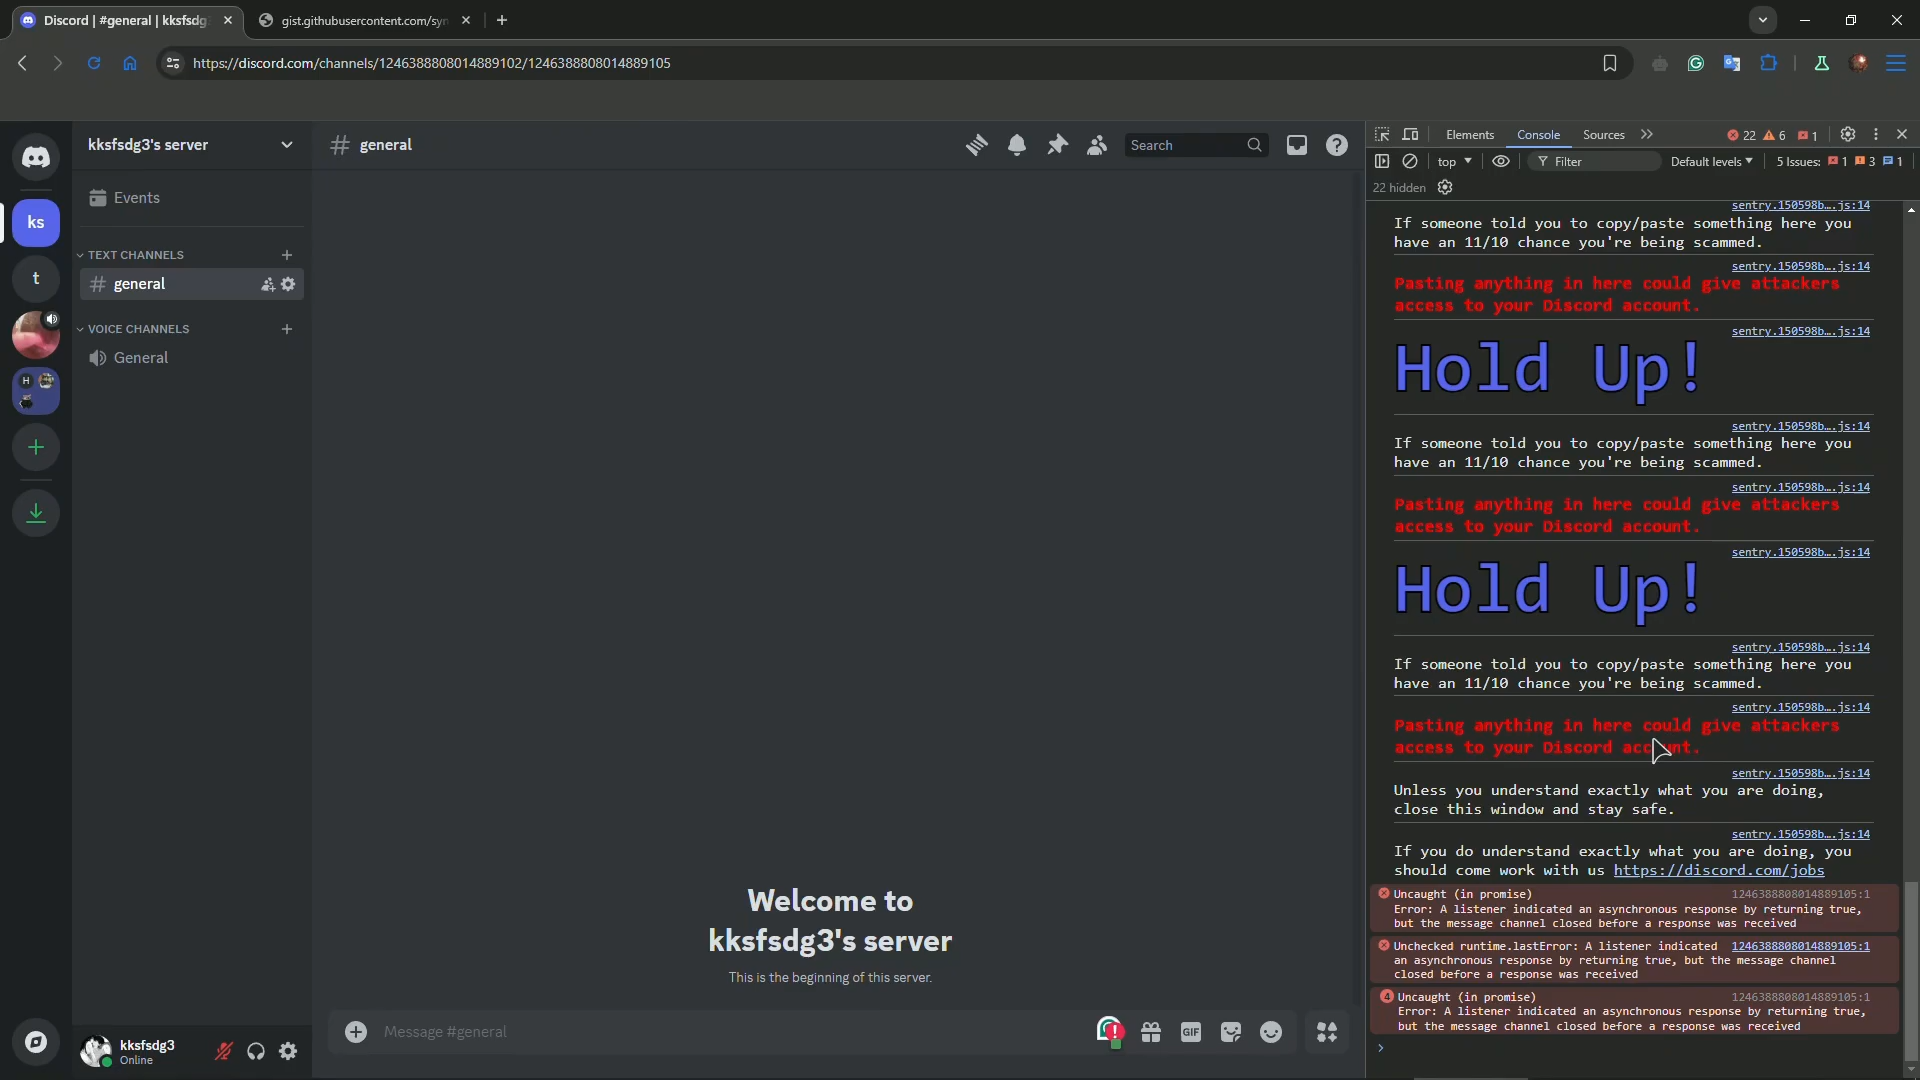 Discord | #general | kksfsdg
gist.githubusercontent.com/syn
https://discord.com/channels/1246388808014889102/1246388808014889105
kksfsdg3's server
general
Search
Events
ks
TEXT CHANNELS
t
general
VOICE CHANNELS
General
H
Welcome to
kksfsdg3's server
This is the beginning of this server.
Message #general
GIF
kksfsdg3
Online
Elements
Console
Sources
22
6
1
top
Filter
Default levels
5 Issues:
1
3
1
22 hidden
sentry.150598b….js:14
If someone told you to copy/paste something here you
have an 11/10 chance you're being scammed.
sentry.150598b….js:14
Pasting anything in here could give attackers
access to your Discord account.
sentry.150598b….js:14
Hold Up!
sentry.150598b….js:14
If someone told you to copy/paste something here you
have an 11/10 chance you're being scammed.
sentry.150598b….js:14
Pasting anything in here could give attackers
access to your Discord account.
sentry.150598b….js:14
Hold Up!
sentry.150598b….js:14
If someone told you to copy/paste something here you
have an 11/10 chance you're being scammed.
sentry.150598b….js:14
Pasting anything in here could give attackers
access to your Discord account.
sentry.150598b….js:14
Unless you understand exactly what you are doing,
close this window and stay safe.
sentry.150598b….js:14
If you do understand exactly what you are doing, you
should come work with us https://discord.com/jobs
Uncaught (in promise) 1246388808014889105:1
Error: A listener indicated an asynchronous response by returning true,
but the message channel closed before a response was received
Unchecked runtime.lastError: A listener indicated 1246388808014889105:1
an asynchronous response by returning true, but the message channel
closed before a response was received
4 Uncaught (in promise) 1246388808014889105:1
Error: A listener indicated an asynchronous response by returning true,
but the message channel closed before a response was received